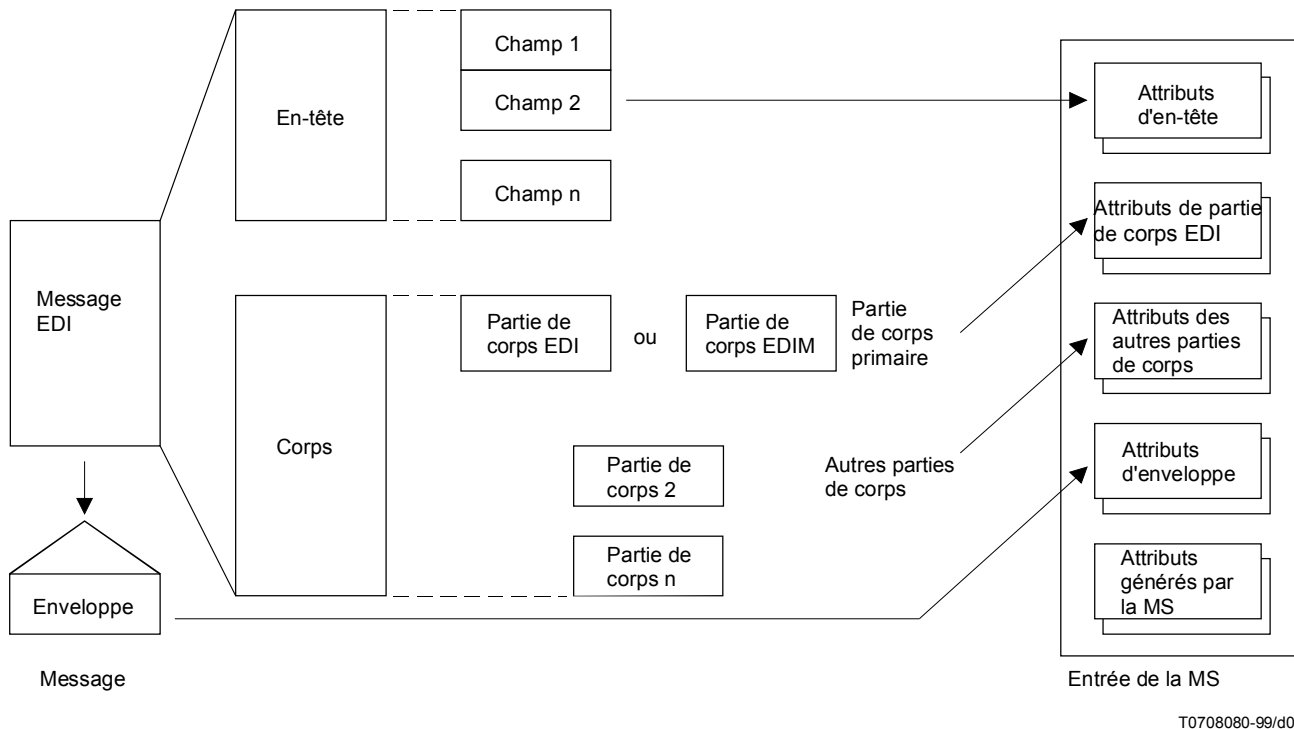 Champ 1
Champ 2
Champ n
En-tête
Attributs
d'en-tête
Attributs de partie
de corps EDI
Message
EDI
Partie de
corps EDI
ou
Partie de
corps EDIM
Partie
de corps
primaire
Attributs des
autres parties
de corps
Corps
Partie de
corps 2
Autres parties
de corps
Attributs
d'enveloppe
Partie de
corps n
Attributs
générés par
la MS
Enveloppe
Message
Entrée de la MS
T0708080-99/d0